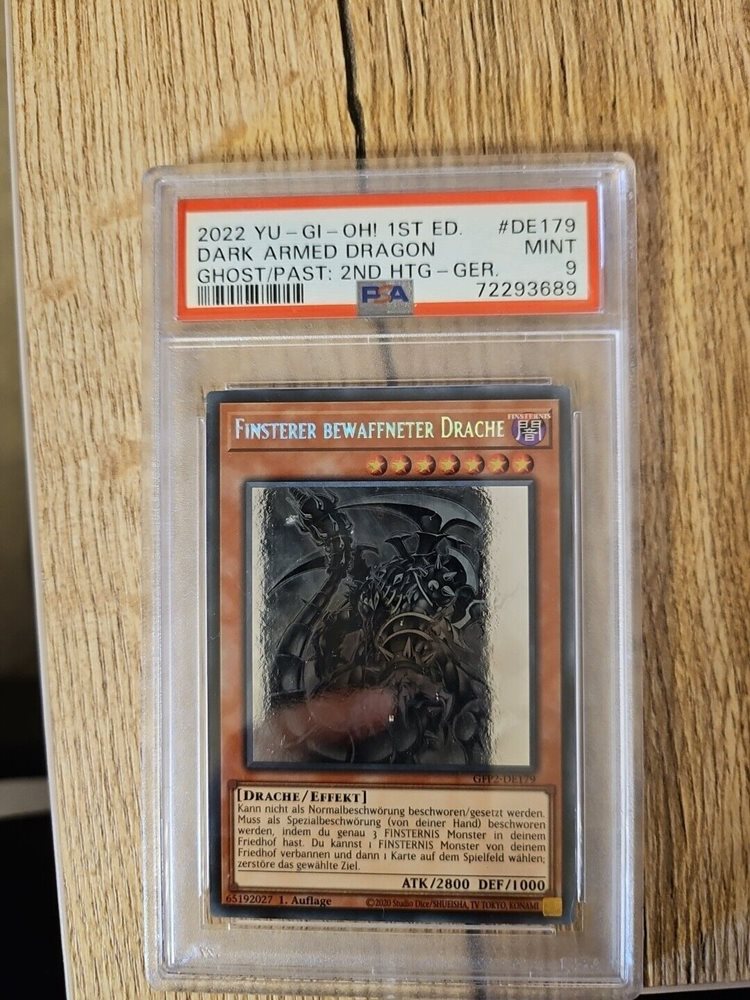 2022 YU-GI-OH! 1ST ED. #DE179
DARK ARMED DRAGON MINT
GHOST/PAST: 2ND HTG-GER. 9
PSA 72293689
FINSTERER BEWAFFNETER DRACHE
FINSTERNIS
闇
GFP2-DE179
[DRACHE/EFFEKT]
Kann nicht als Normalbeschwörung beschworen/gesetzt werden.
Muss als Spezialbeschwörung (von deiner Hand) beschworen
werden, indem du genau 3 FINSTERNIS Monster in deinem
Friedhof hast. Du kannst 1 FINSTERNIS Monster von deinem
Friedhof verbannen und dann 1 Karte auf dem Spielfeld wählen;
zerstöre das gewählte Ziel.
ATK/2800 DEF/1000
65192027 1. Auflage ©2020 Studio Dice/SHUEISHA, TV TOKYO, KONAMI